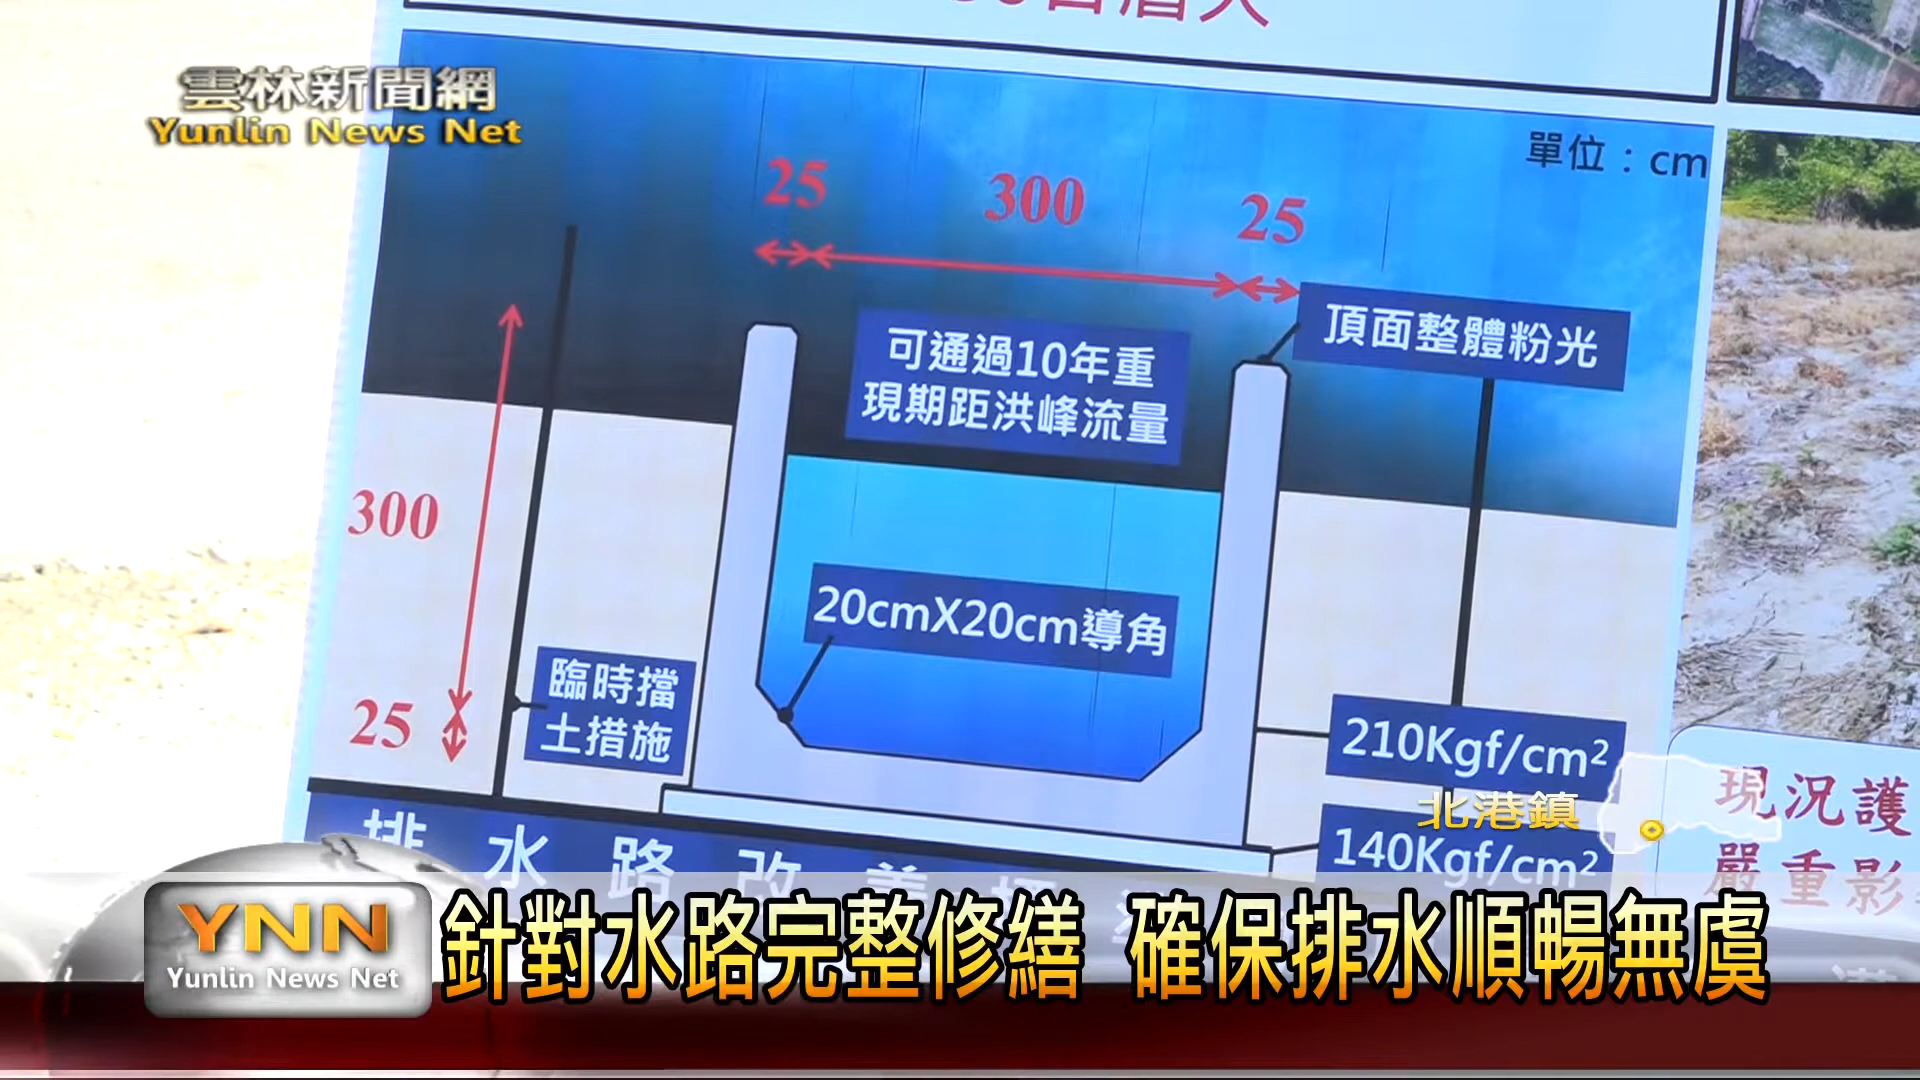 雲林新聞網
Yunlin News Net
單位：cm
25
300
25
頂面整體粉光
可通過10年重
現期距洪峰流量
300
20cmX20cm導角
臨時擋
土措施
25
210Kgf/cm²
北港鎮
140Kgf/cm²
現況護
嚴重影
排水路改善
YNN
Yunlin News Net
針對水路完整修繕 確保排水順暢無虞